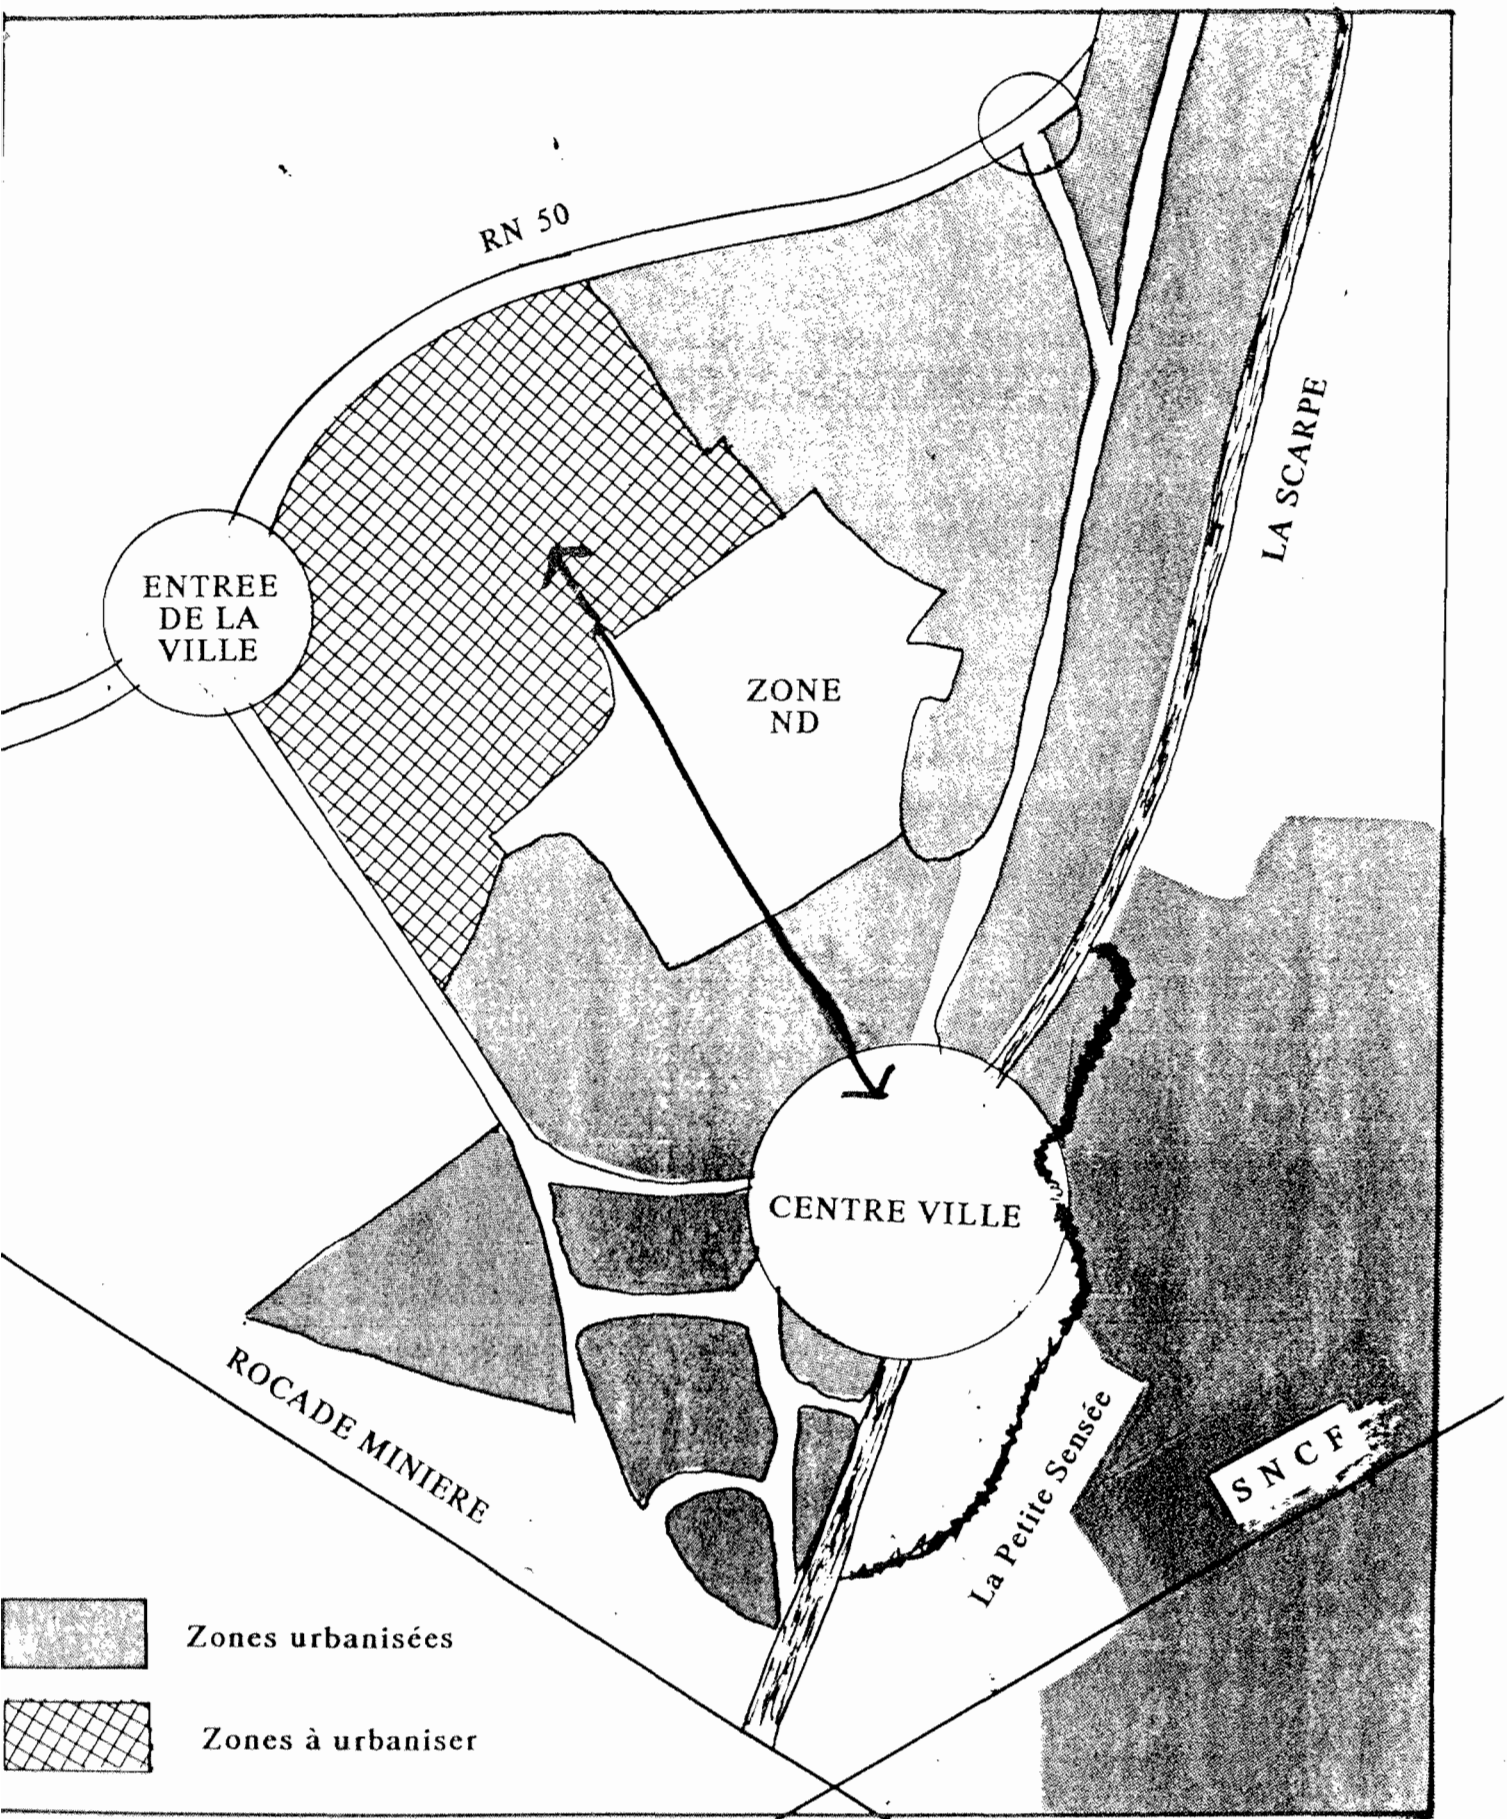 RN 50
LA SCARPE
ENTREE
DE LA
VILLE
ZONE
ND
CENTRE VILLE
ROCADE MINIERE
La Petite Sensée
SNCF
Zones urbanisées
Zones à urbaniser